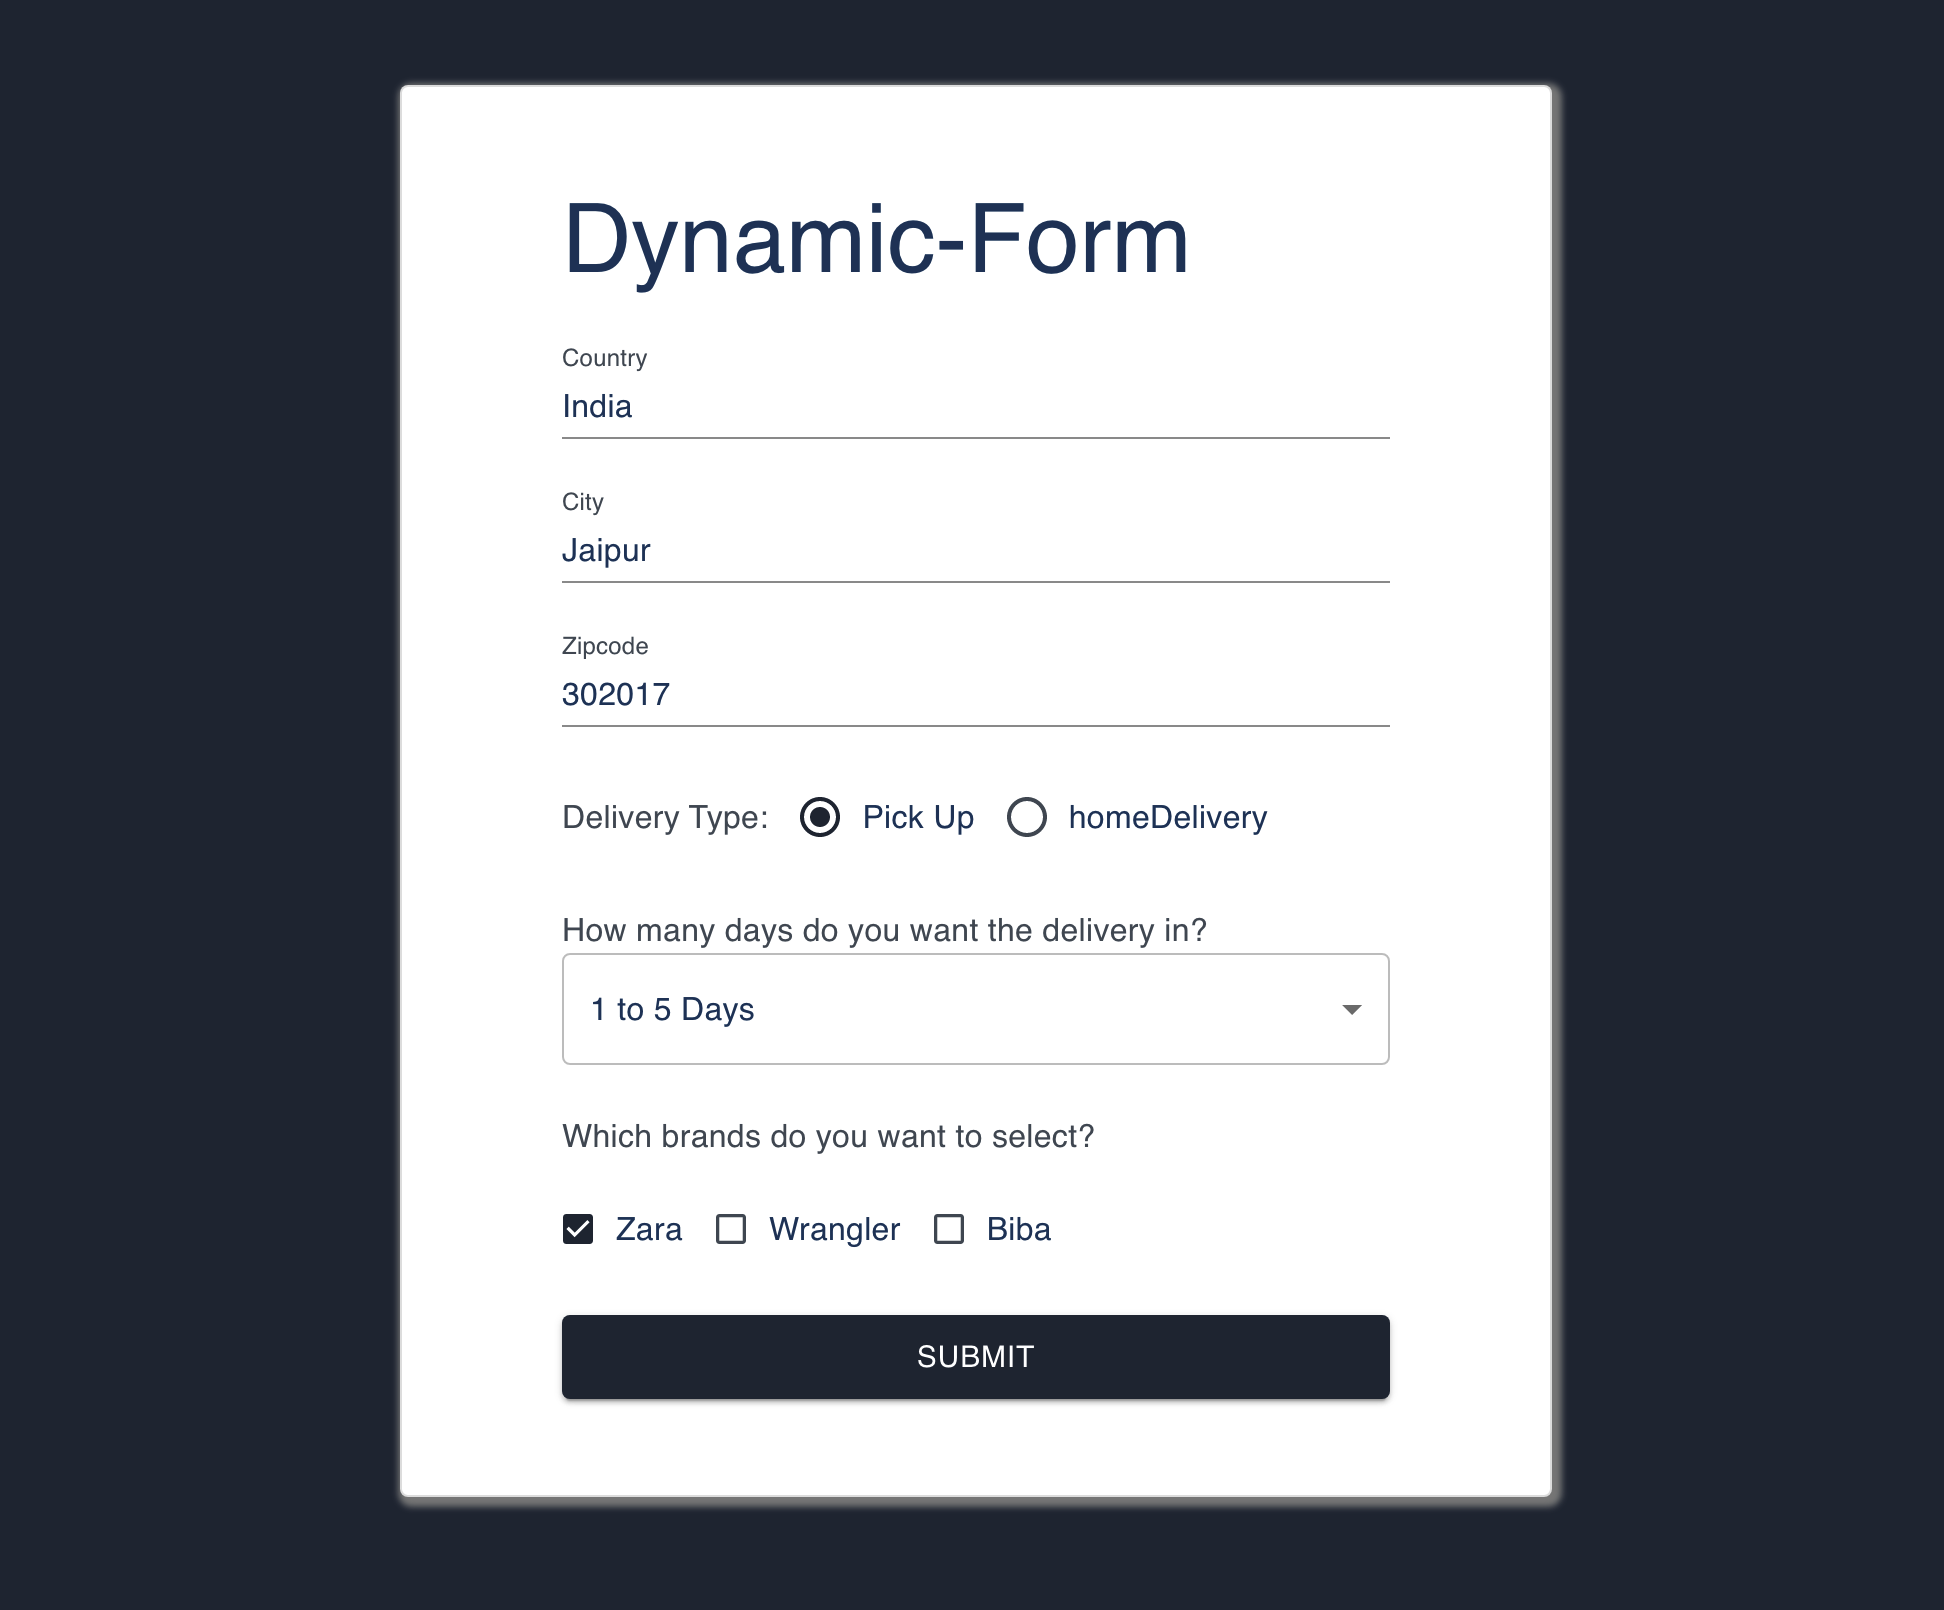 Dynamic-Form
Country
India
City
Jaipur
Zipcode
302017
Delivery Type: Pick Up homeDelivery
How many days do you want the delivery in?
1 to 5 Days
Which brands do you want to select?
Zara Wrangler Biba
SUBMIT